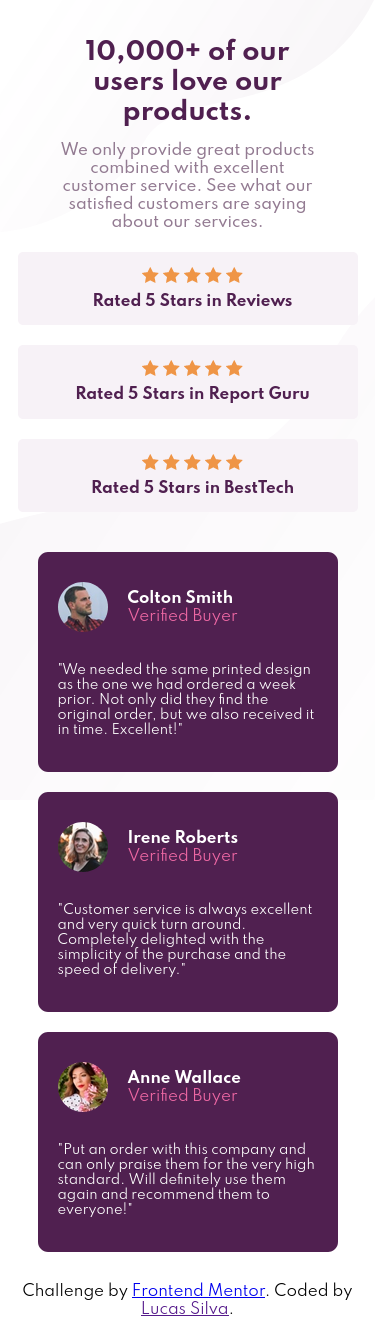 10,000+ of our
users love our
products.
We only provide great products
combined with excellent
customer service. See what our
satisfied customers are saying
about our services.
Rated 5 Stars in Reviews
Rated 5 Stars in Report Guru
Rated 5 Stars in BestTech
Colton Smith
Verified Buyer
"We needed the same printed design
as the one we had ordered a week
prior. Not only did they find the
original order, but we also received it
in time. Excellent!"
Irene Roberts
Verified Buyer
"Customer service is always excellent
and very quick turn around.
Completely delighted with the
simplicity of the purchase and the
speed of delivery."
Anne Wallace
Verified Buyer
"Put an order with this company and
can only praise them for the very high
standard. Will definitely use them
again and recommend them to
everyone!"
Challenge by Frontend Mentor. Coded by
Lucas Silva.